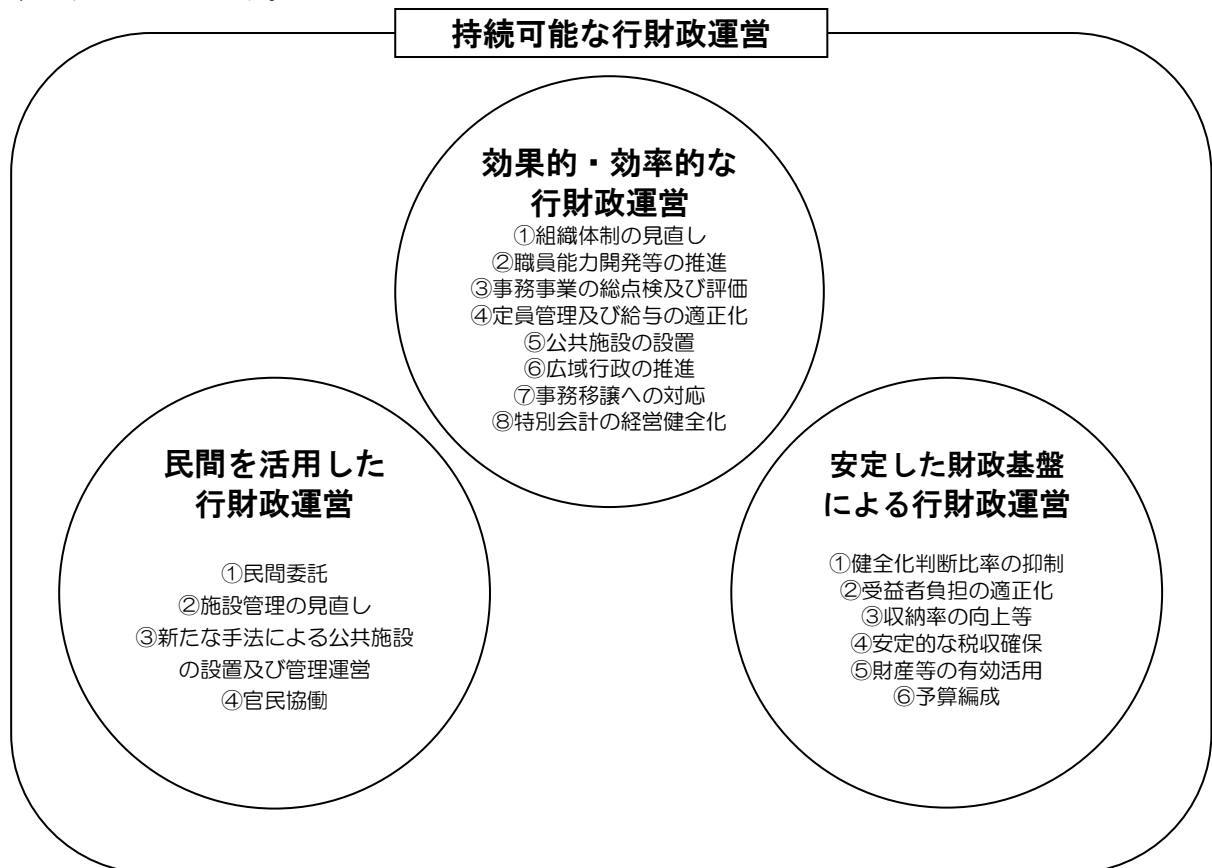 持続可能な行財政運営
効果的・効率的な
行財政運営
①組織体制の見直し
②職員能力開発等の推進
③事務事業の総点検及び評価
④定員管理及び給与の適正化
⑤公共施設の設置
⑥広域行政の推進
⑦事務移譲への対応
⑧特別会計の経営健全化
民間を活用した
行財政運営
①民間委託
②施設管理の見直し
③新たな手法による公共施設
の設置及び管理運営
④官民協働
安定した財政基盤
による行財政運営
①健全化判断比率の抑制
②受益者負担の適正化
③収納率の向上等
④安定的な税収確保
⑤財産等の有効活用
⑥予算編成